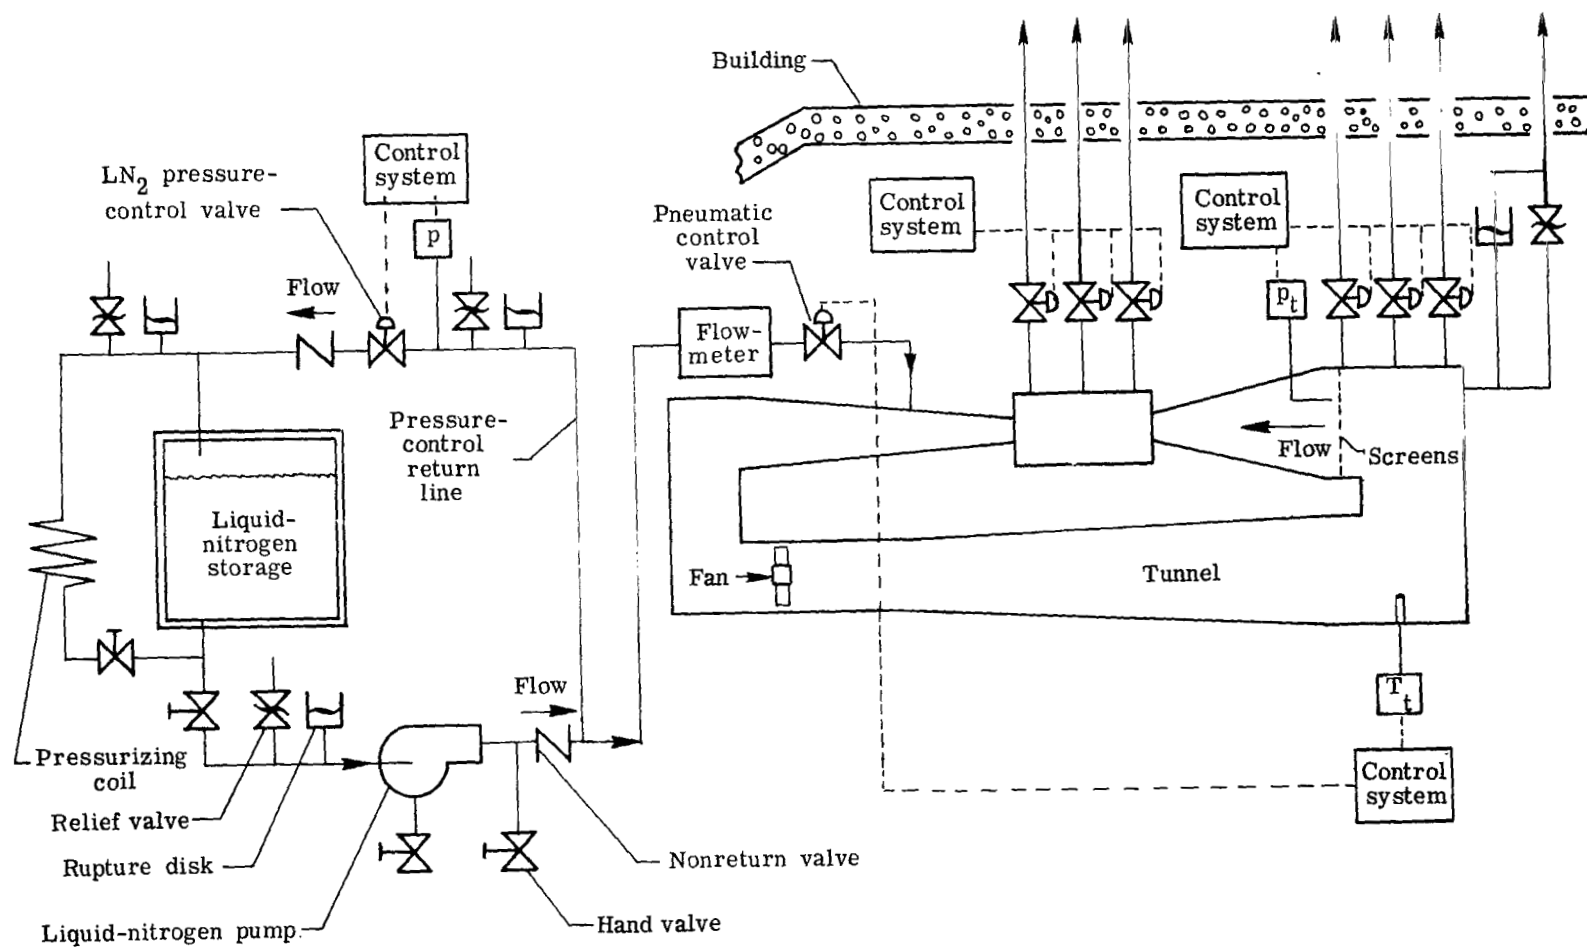 Building
Control
system
LN2 pressure-
control valve
p
Flow
Pneumatic
control
valve
Control
system
Control
system
pt
Flow-
meter
Pressure-
control
return
line
Flow
Screens
Liquid-
nitrogen
storage
Fan
Tunnel
Flow
Tt
Pressurizing
coil
Control
system
Relief valve
Rupture disk
Nonreturn valve
Liquid-nitrogen pump
Hand valve